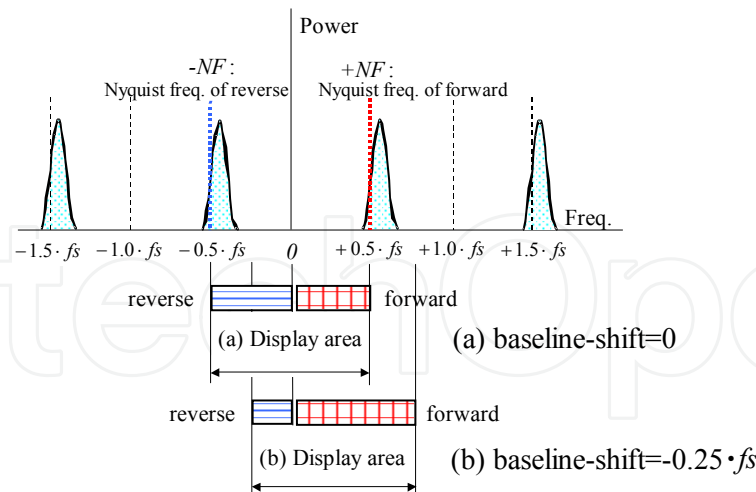 Power
-NF:
Nyquist freq. of reverse
+NF:
Nyquist freq. of forward
Freq.
−1.5· fs −1.0· fs −0.5· fs 0 +0.5· fs +1.0· fs +1.5· fs
reverse forward
(a) Display area
(a) baseline-shift=0
reverse forward
(b) Display area
(b) baseline-shift=-0.25•fs
techOpe